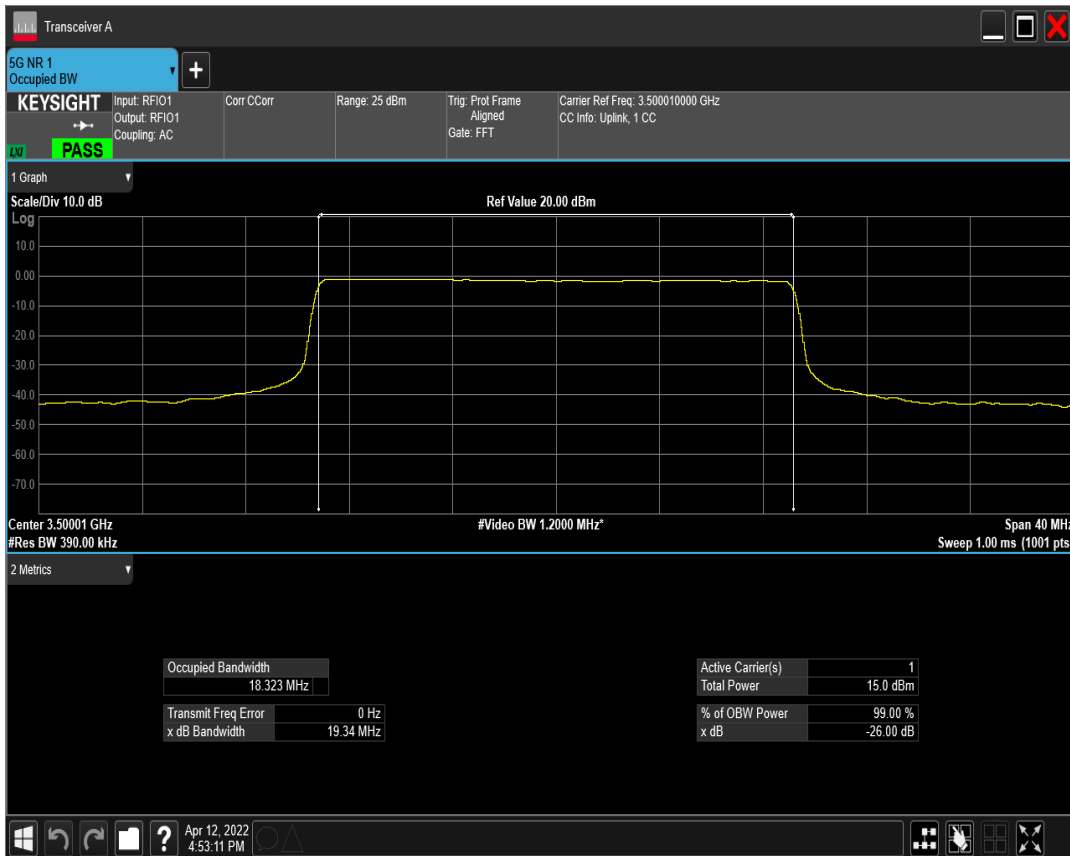 Transceiver A
5G NR 1
Occupied BW
+
KEYSIGHT
LXI
PASS
Input: RFIO1
Output: RFIO1
Coupling: AC
Corr CCorr
Range: 25 dBm
Trig: Prot Frame
Aligned
Gate: FFT
Carrier Ref Freq: 3.500010000 GHz
CC Info: Uplink, 1 CC
1 Graph
Scale/Div 10.0 dB
Ref Value 20.00 dBm
Log
10.0
0.00
-10.0
-20.0
-30.0
-40.0
-50.0
-60.0
-70.0
Center 3.50001 GHz
#Video BW 1.2000 MHz*
Span 40 MHz
#Res BW 390.00 kHz
Sweep 1.00 ms (1001 pts
2 Metrics
Occupied Bandwidth
18.323 MHz
Transmit Freq Error 0 Hz
x dB Bandwidth 19.34 MHz
Active Carrier(s) 1
Total Power 15.0 dBm
% of OBW Power 99.00 %
x dB -26.00 dB
?
Apr 12, 2022
4:53:11 PM